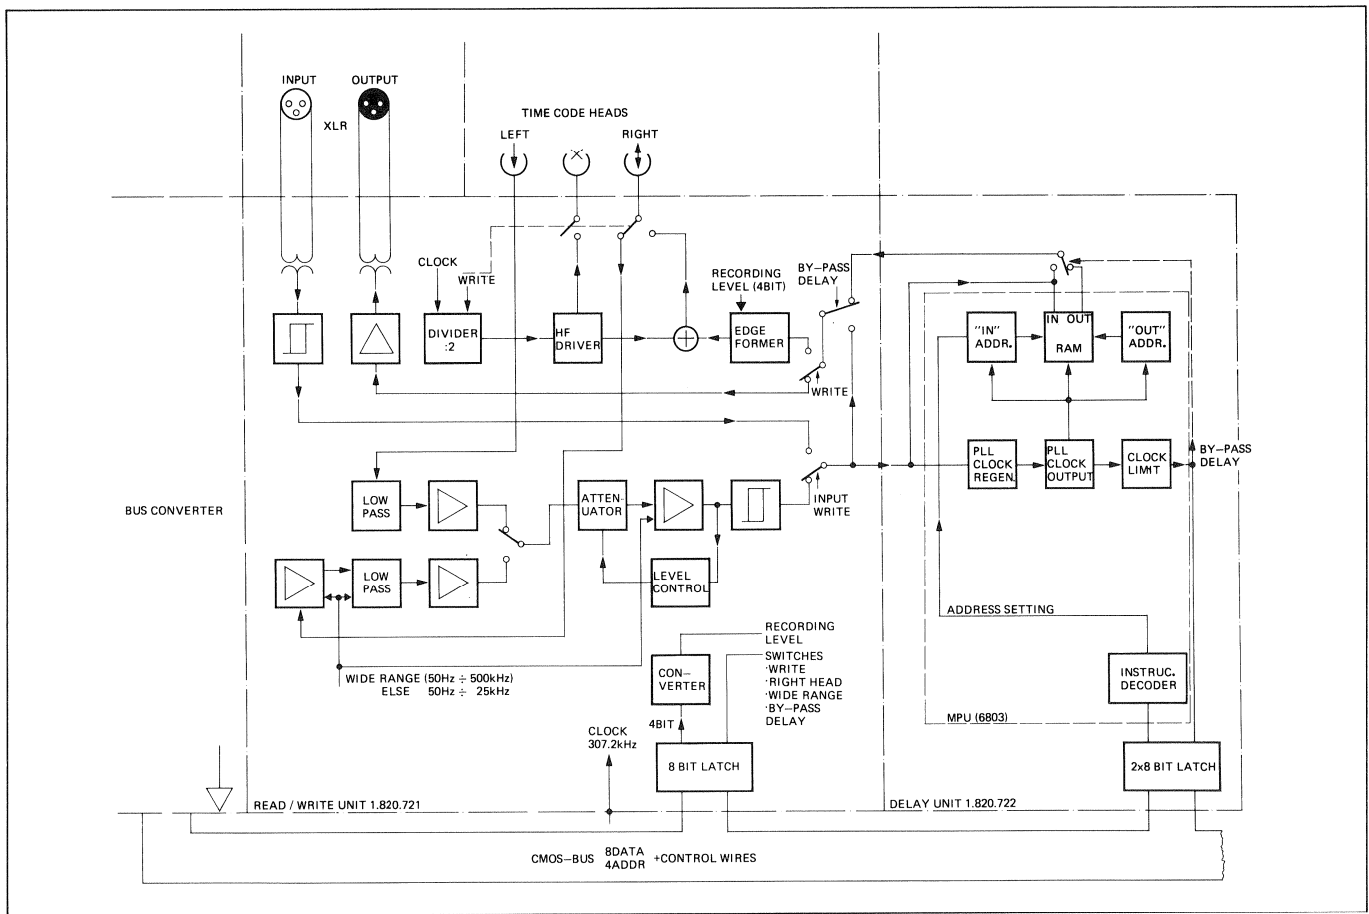 INPUT
OUTPUT
XLR
TIME CODE HEADS
LEFT
RIGHT
CLOCK
WRITE
RECORDING
LEVEL (4BIT)
BY-PASS
DELAY
DIVIDER
:2
HF
DRIVER
EDGE
FORMER
WRITE
"IN"
ADDR.
IN OUT
RAM
"OUT"
ADDR.
PLL
CLOCK
REGEN.
PLL
CLOCK
OUTPUT
CLOCK
LIMIT
BY-PASS
DELAY
BUS CONVERTER
LOW
PASS
ATTEN-
UATOR
INPUT
WRITE
LOW
PASS
LEVEL
CONTROL
ADDRESS SETTING
RECORDING
LEVEL
SWITCHES
·WRITE
·RIGHT HEAD
·WIDE RANGE
·BY-PASS
DELAY
CON-
VERTER
WIDE RANGE (50Hz ÷ 500kHz)
ELSE 50Hz ÷ 25kHz
INSTRUC.
DECODER
MPU (6803)
4BIT
CLOCK
307.2kHz
8 BIT LATCH
2x8 BIT LATCH
READ / WRITE UNIT 1.820.721
DELAY UNIT 1.820.722
CMOS-BUS 8DATA 4ADDR +CONTROL WIRES